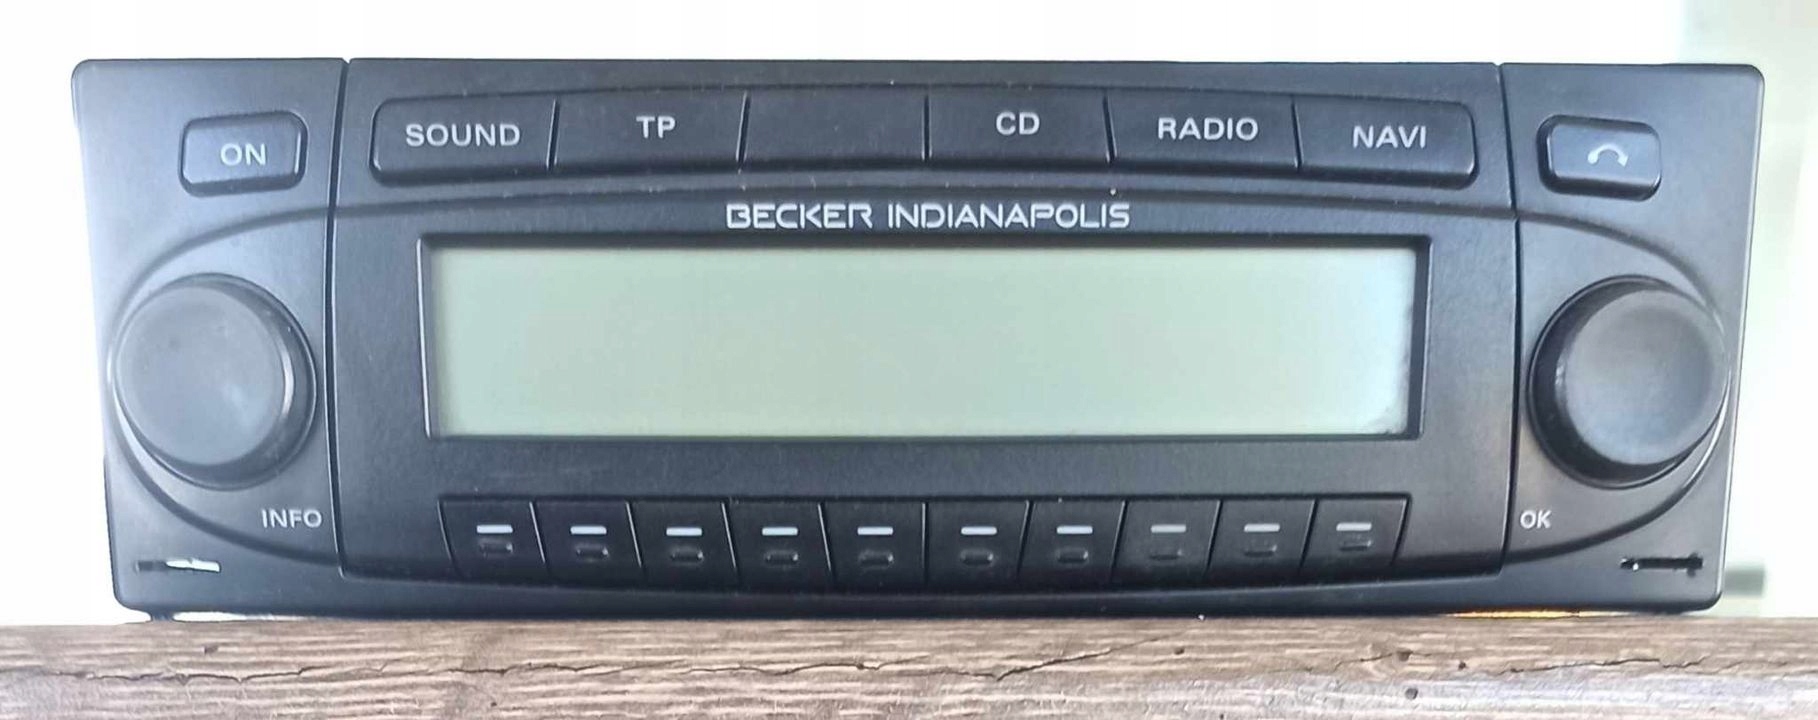 ON
SOUND
TP
CD
RADIO
NAVI
BECKER INDIANAPOLIS
INFO
OK